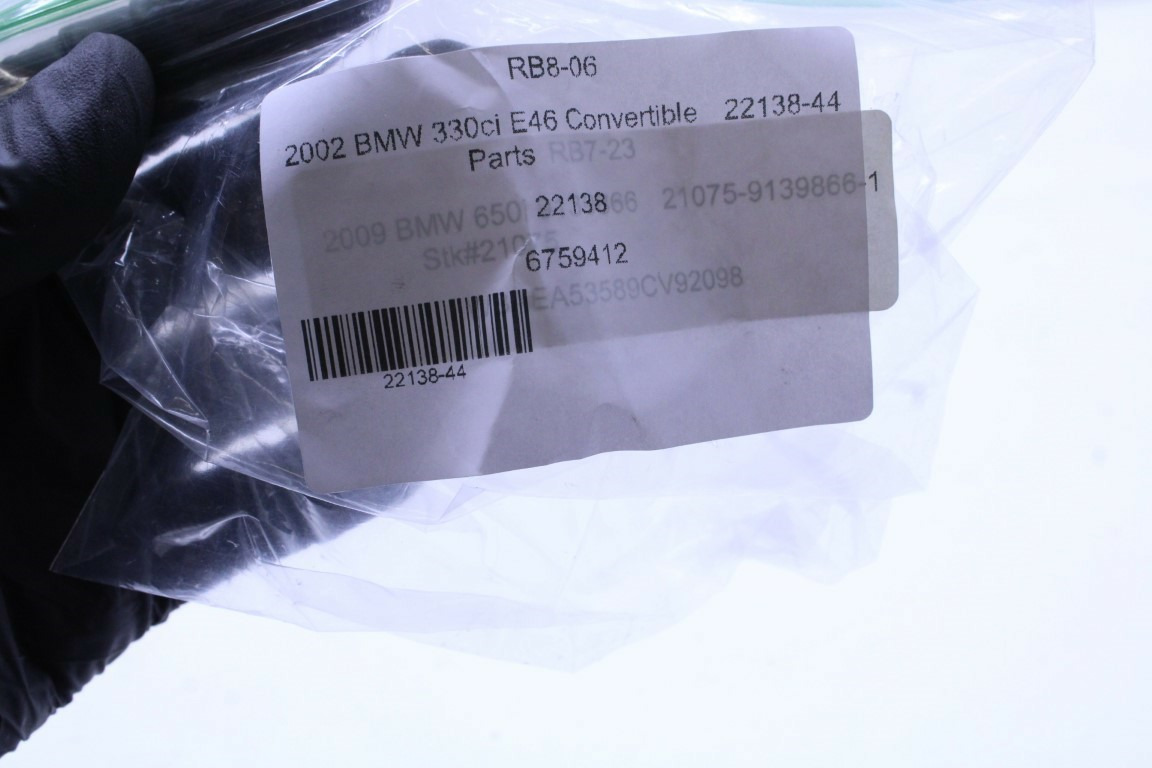 RB8-06
2002 BMW 330ci E46 Convertible 22138-44
Parts
RB7-23
22138
2009 BMW 650i 66 21075-9139866-1
Stk#21075
6759412
EA53589CV92098
22138-44